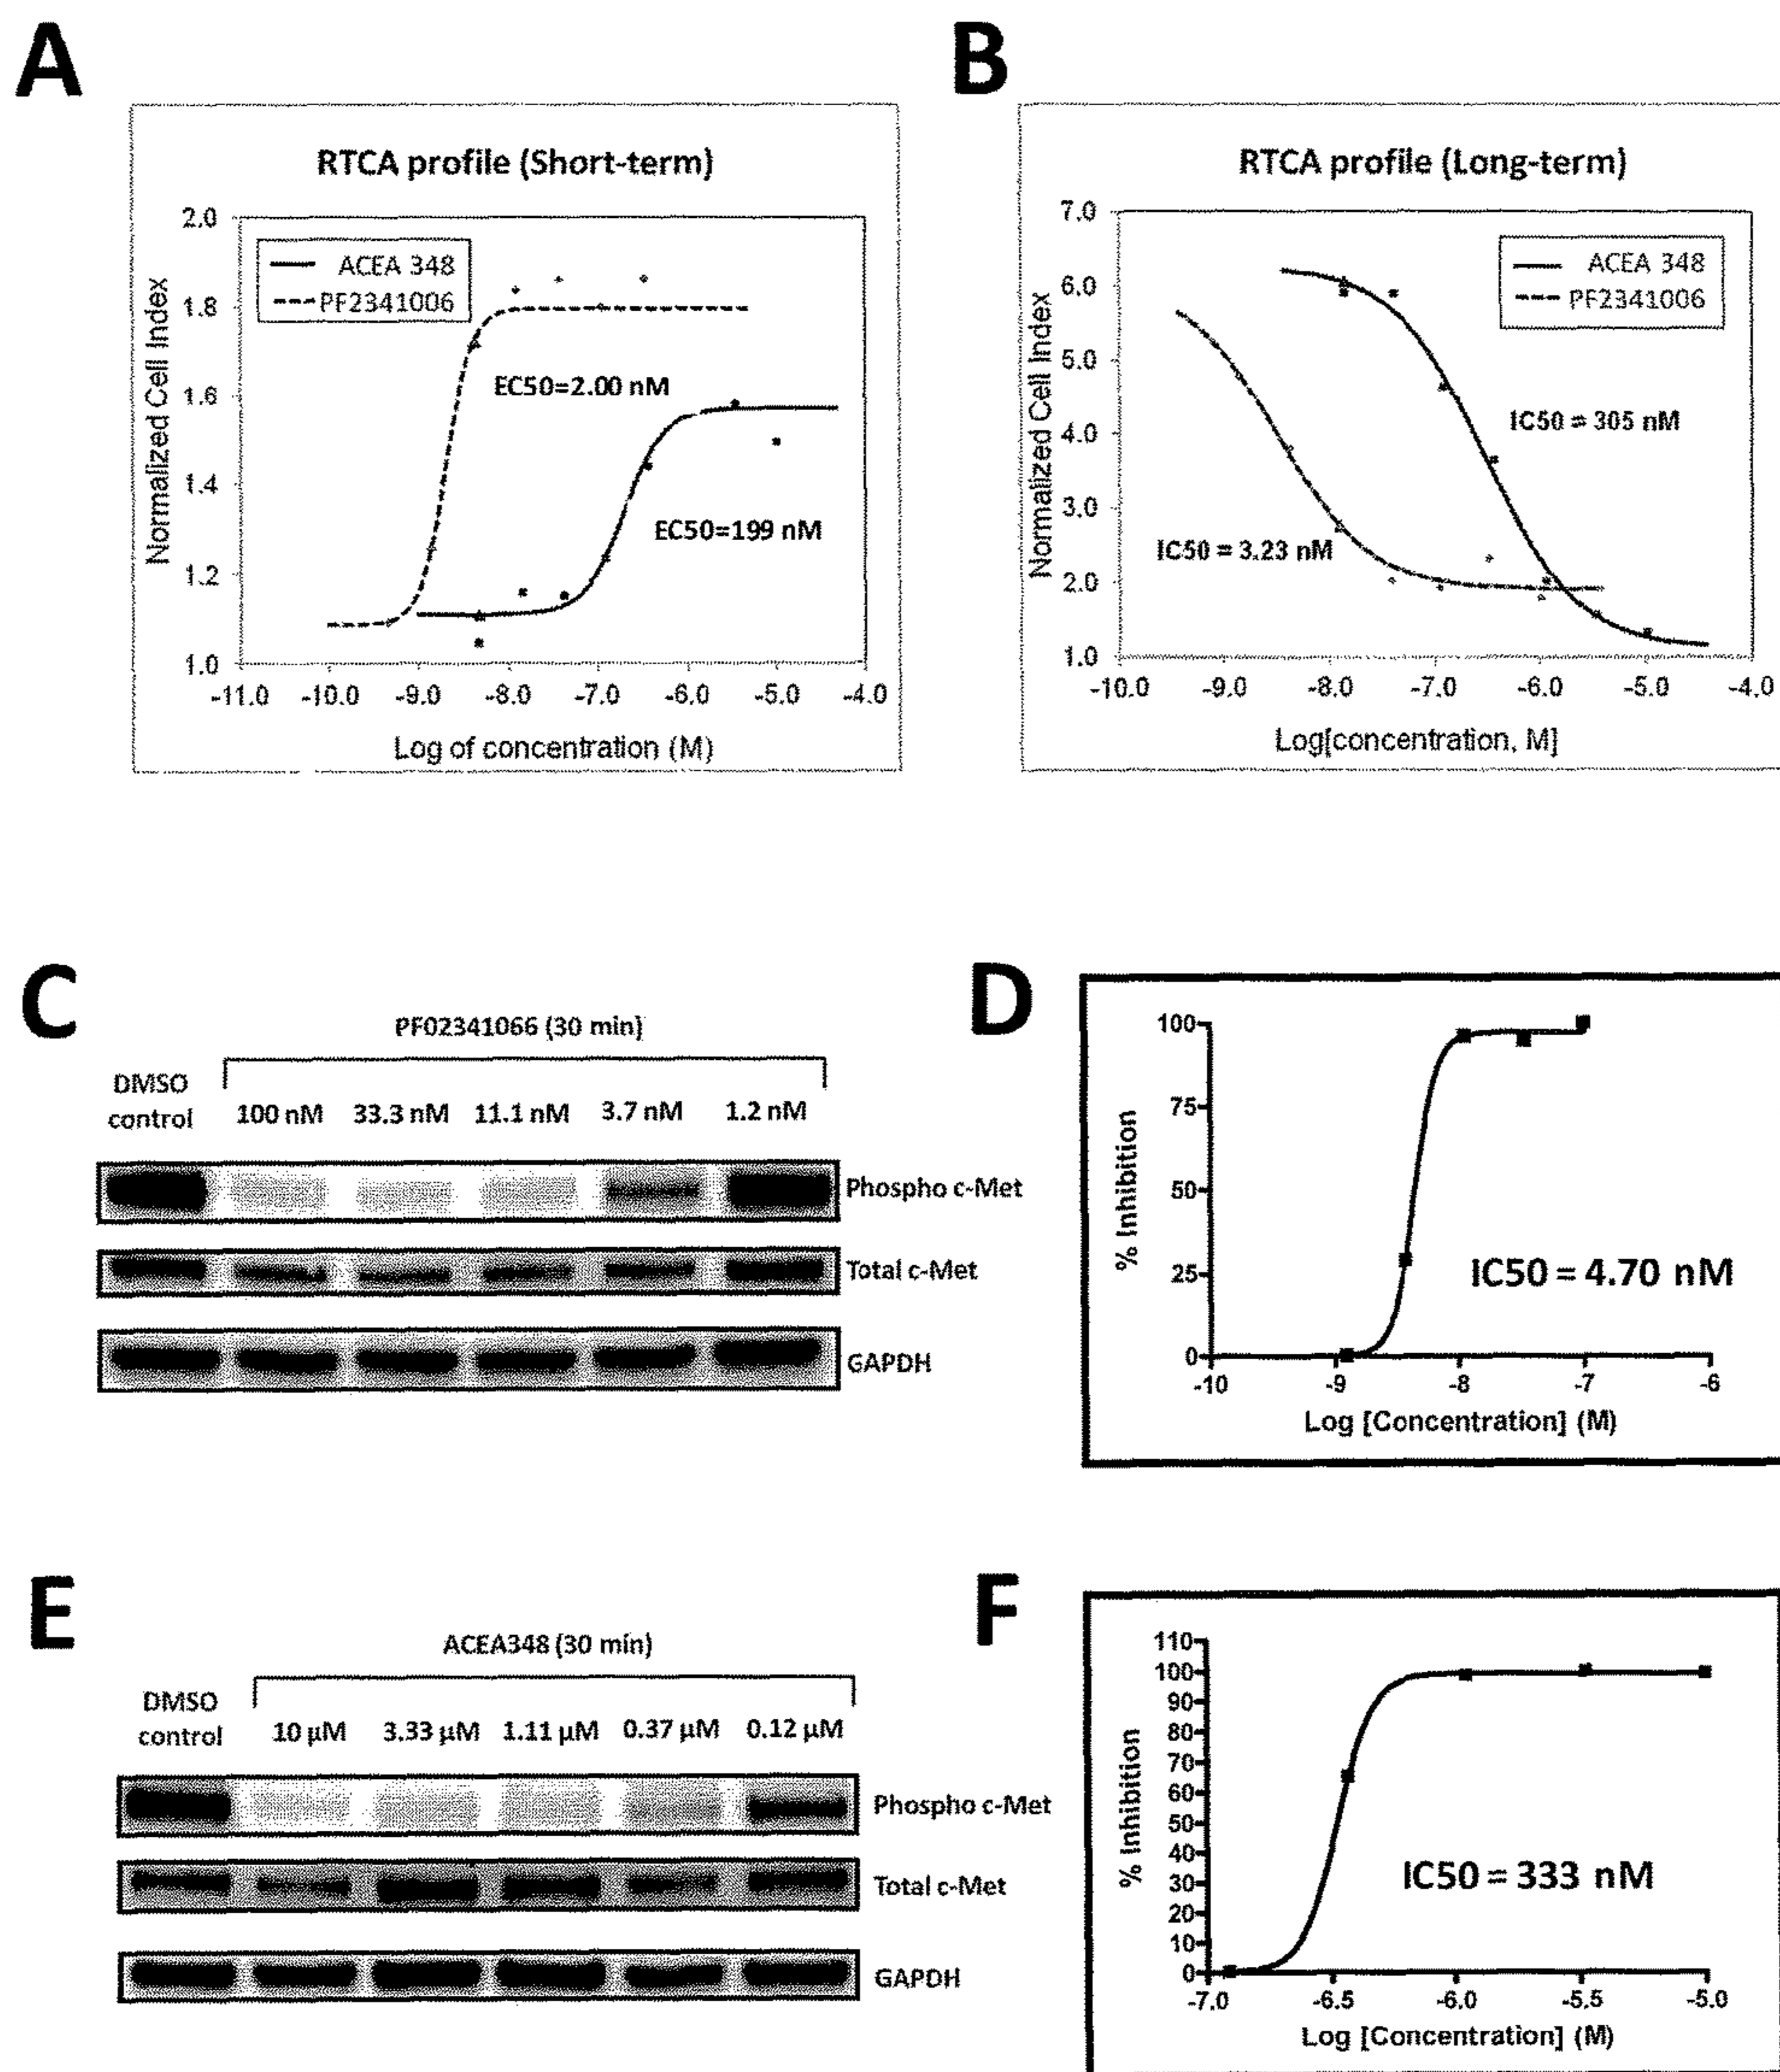 A
RTCA profile (Short-term)
Normalized Cell Index
2.0
1.8
1.6
1.4
1.2
1.0
ACEA 348
PF2341006
EC50=2.00 nM
EC50=199 nM
-11.0 -10.0 -9.0 -8.0 -7.0 -6.0 -5.0 -4.0
Log of concentration (M)
B
RTCA profile (Long-term)
Normalized Cell Index
7.0
6.0
5.0
4.0
3.0
2.0
1.0
ACEA 348
PF2341006
IC50 = 305 nM
IC50 = 3.23 nM
-10.0 -9.0 -8.0 -7.0 -6.0 -5.0 -4.0
Log[concentration, M]
C
PF02341066 (30 min)
DMSO
control
100 nM 33.3 nM 11.1 nM 3.7 nM 1.2 nM
Phospho c-Met
Total c-Met
GAPDH
D
% Inhibition
100
75
50
25
0
IC50 = 4.70 nM
-10 -9 -8 -7 -6
Log [Concentration] (M)
E
ACEA348 (30 min)
DMSO
control
10 µM 3.33 µM 1.11 µM 0.37 µM 0.12 µM
Phospho c-Met
Total c-Met
GAPDH
F
% Inhibition
110
100
90
80
70
60
50
40
30
20
10
0
IC50 = 333 nM
-7.0 -6.5 -6.0 -5.5 -5.0
Log [Concentration] (M)